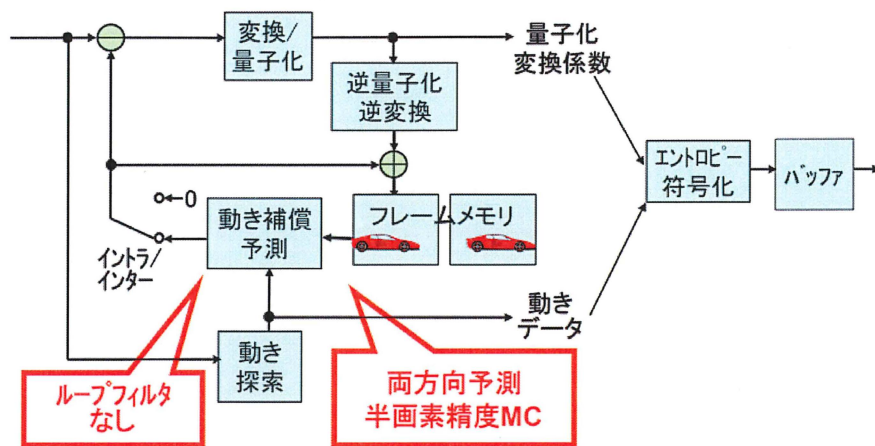 変換/
量子化
量子化
変換係数
逆量子化
逆変換
エントロピー
符号化
バッファ
0
動き補償
予測
フレームメモリ
イントラ/
インター
動き
データ
動き
探索
ループフィルタ
なし
両方向予測
半画素精度MC